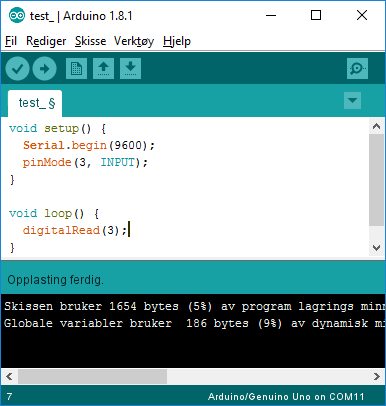 test_ | Arduino 1.8.1
Fil Rediger Skisse Verktøy Hjelp
test_ §
void setup() {
  Serial.begin(9600);
  pinMode(3, INPUT);
}

void loop() {
  digitalRead(3);
}
Opplasting ferdig.
Skissen bruker 1654 bytes (5%) av program lagrings
Globale variabler bruker  186 bytes (9%) av dynamisk
7
Arduino/Genuino Uno on COM11